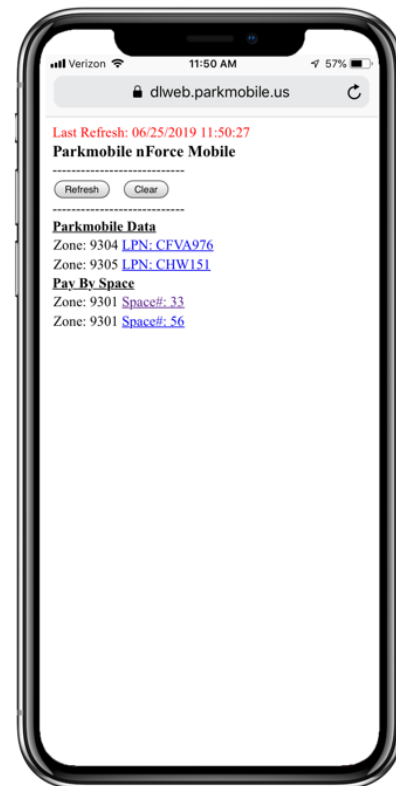 Verizon 11:50 AM 57%
dlweb.parkmobile.us
Last Refresh: 06/25/2019 11:50:27
Parkmobile nForce Mobile
---------------------------
Refresh Clear
---------------------------
Parkmobile Data
Zone: 9304 LPN: CFVA976
Zone: 9305 LPN: CHW151
Pay By Space
Zone: 9301 Space#: 33
Zone: 9301 Space#: 56